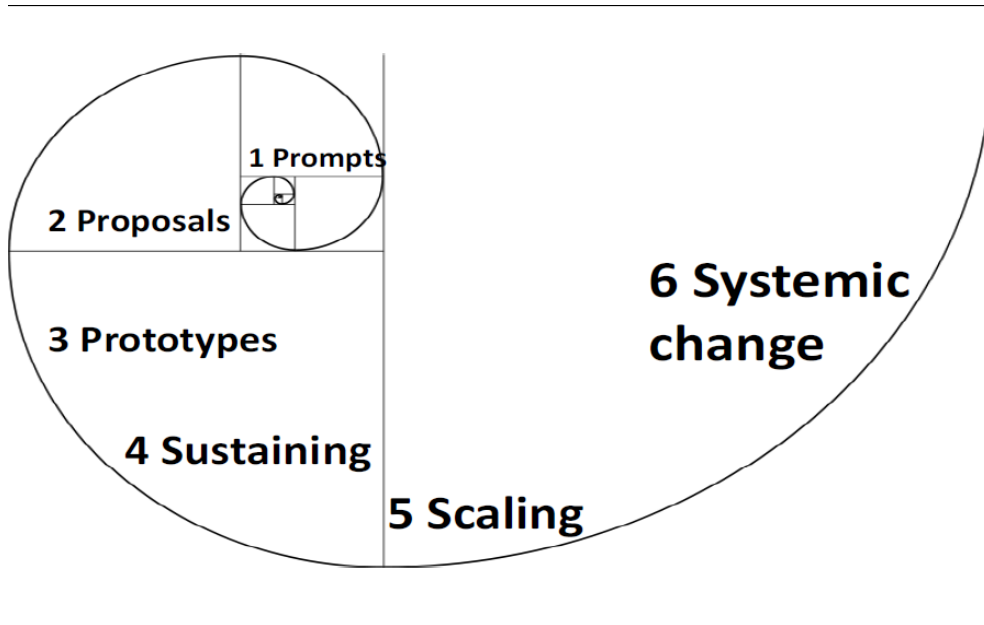 1 Prompts
2 Proposals
3 Prototypes
4 Sustaining
5 Scaling
6 Systemic
change